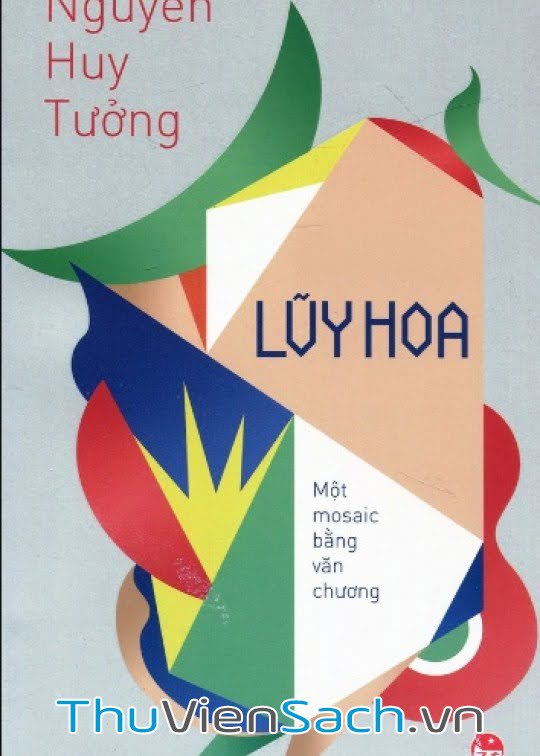 Nguyễn
Huy
Tưởng
LŨY HOA
Một
mosaic
bằng
văn
chương
ThuVienSach.vn